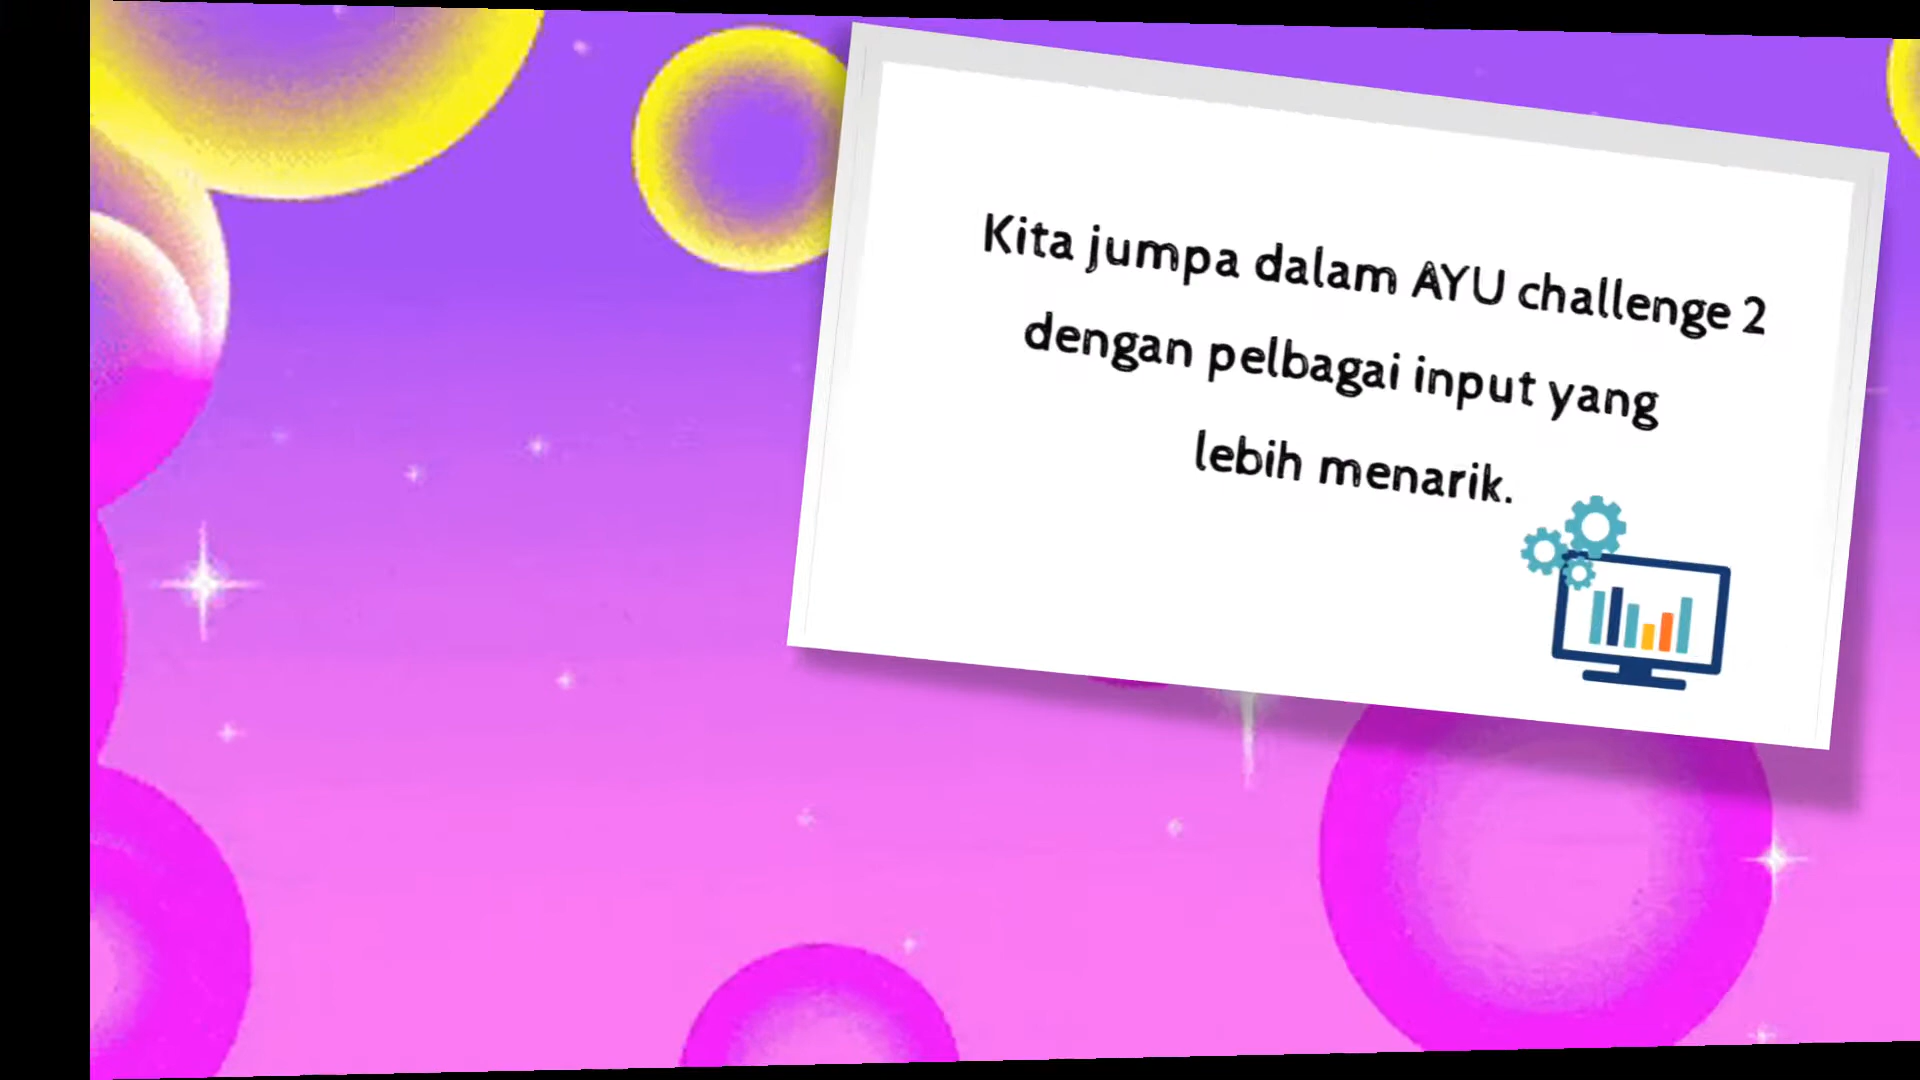 Kita jumpa dalam AYU challenge 2
dengan pelbagai input yang
lebih menarik.